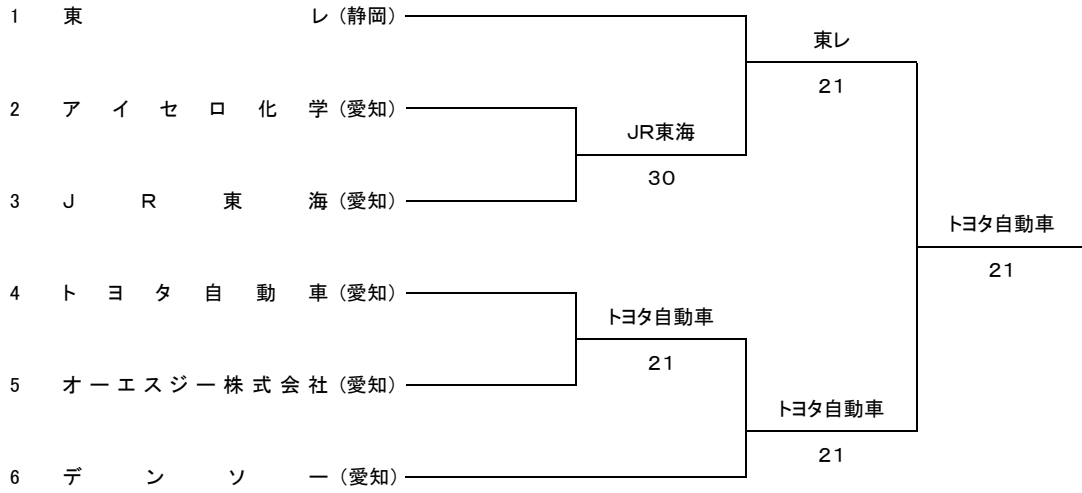 1 東レ (静岡)
東レ
21
2 アイセロ化学 (愛知)
JR東海
30
3 JR東海 (愛知)
トヨタ自動車
21
4 トヨタ自動車 (愛知)
トヨタ自動車
21
5 オーエスジー株式会社 (愛知)
トヨタ自動車
21
6 デンソー (愛知)